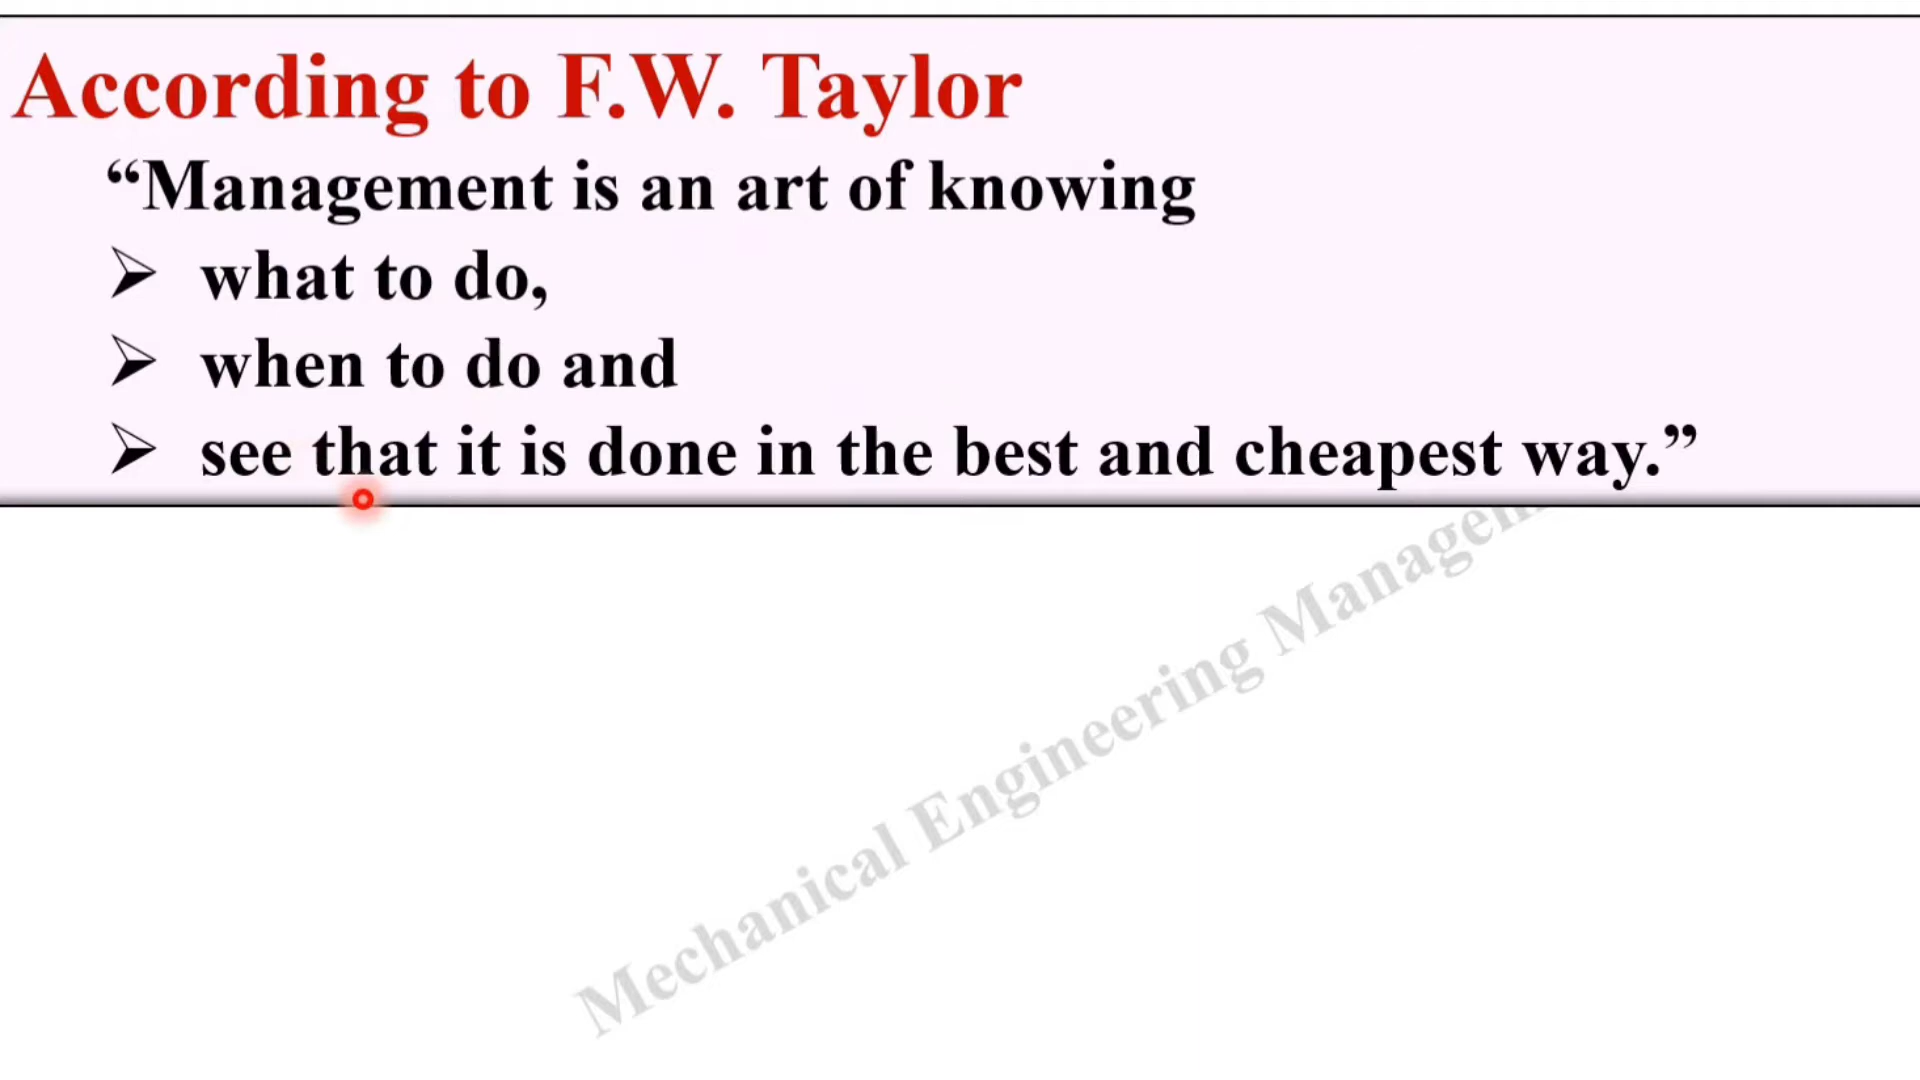 According to F.W. Taylor
“Management is an art of knowing
➢ what to do,
➢ when to do and
➢ see that it is done in the best and cheapest way.”
Mechanical Engineering